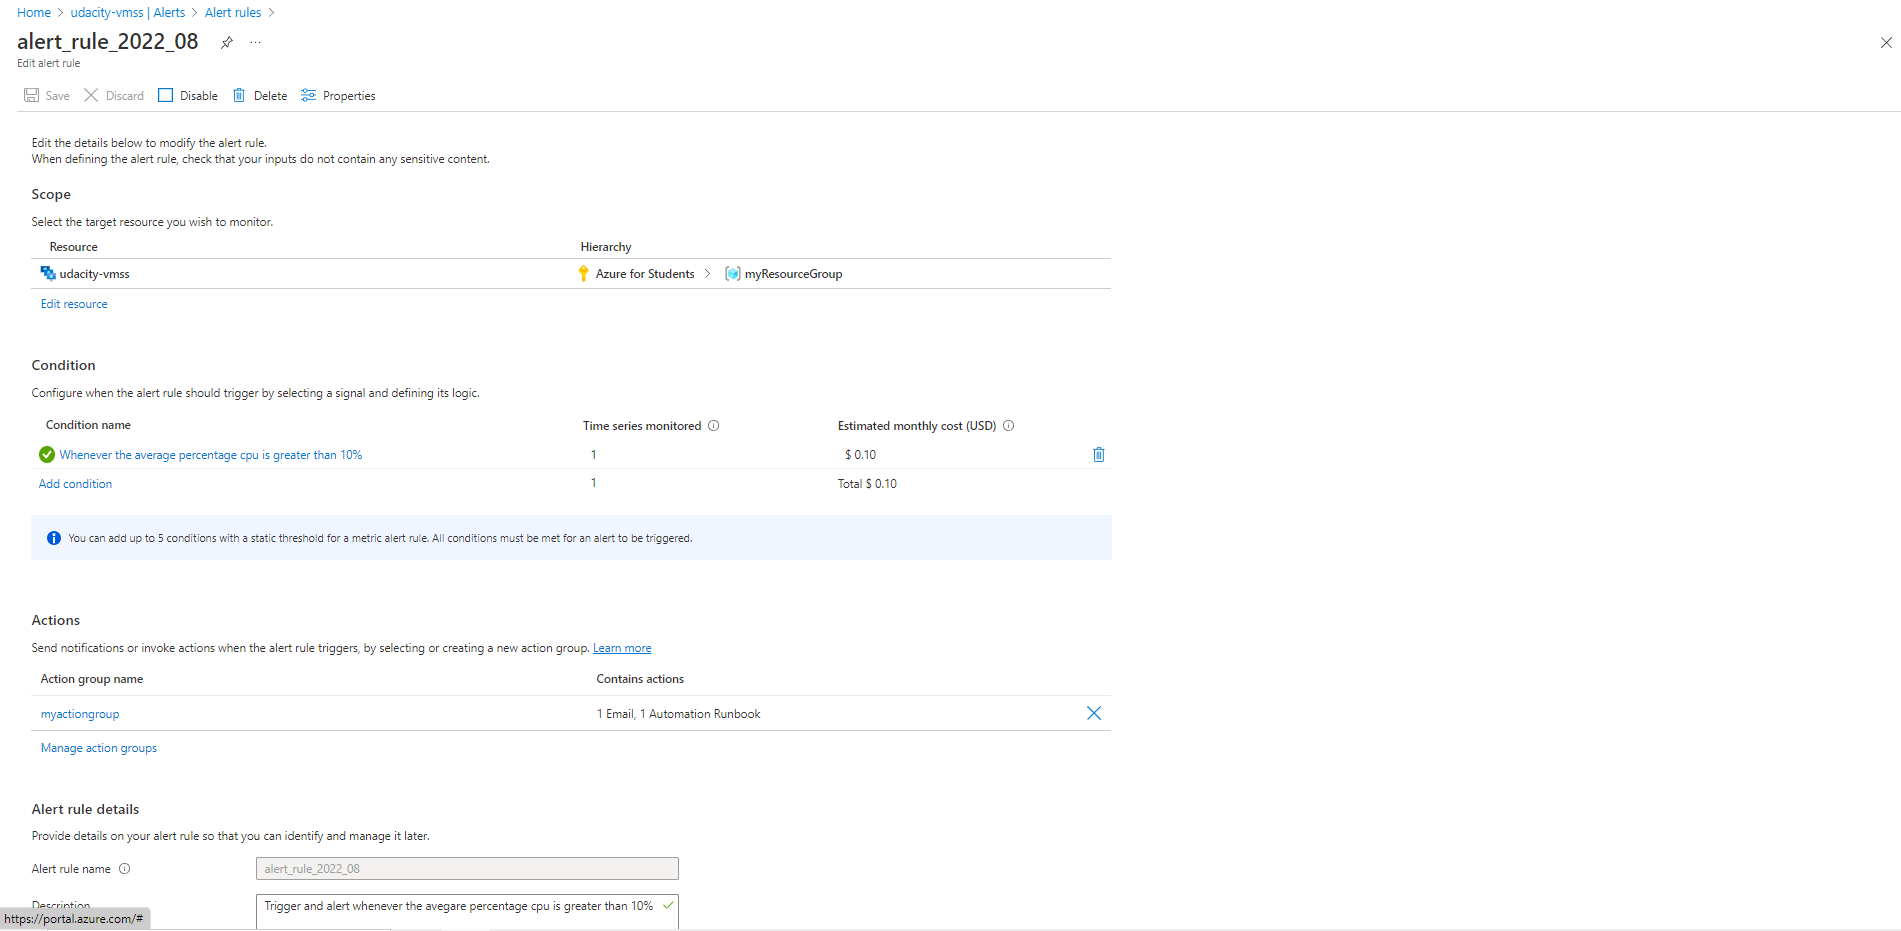 Home > udacity-vmss | Alerts > Alert rules >
alert_rule_2022_08 ...
Edit alert rule
Save Discard Disable Delete Properties
Edit the details below to modify the alert rule.
When defining the alert rule, check that your inputs do not contain any sensitive content.
Scope
Select the target resource you wish to monitor.
Resource Hierarchy
udacity-vmss Azure for Students > myResourceGroup
Edit resource
Condition
Configure when the alert rule should trigger by selecting a signal and defining its logic.
Condition name Time series monitored Estimated monthly cost (USD)
Whenever the average percentage cpu is greater than 10% 1 $ 0.10
Add condition 1 Total $ 0.10
You can add up to 5 conditions with a static threshold for a metric alert rule. All conditions must be met for an alert to be triggered.
Actions
Send notifications or invoke actions when the alert rule triggers, by selecting or creating a new action group. Learn more
Action group name Contains actions
myactiongroup 1 Email, 1 Automation Runbook
Manage action groups
Alert rule details
Provide details on your alert rule so that you can identify and manage it later.
Alert rule name alert_rule_2022_08
Description Trigger and alert whenever the avegare percentage cpu is greater than 10%
https://portal.azure.com/#